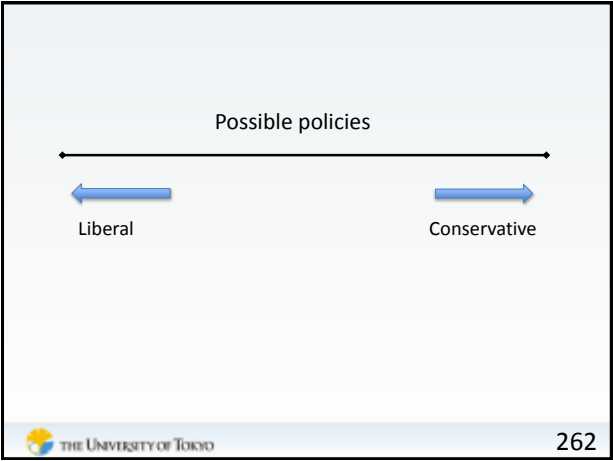 Possible policies
Liberal
Conservative
THE UNIVERSITY OF TOKYO
262